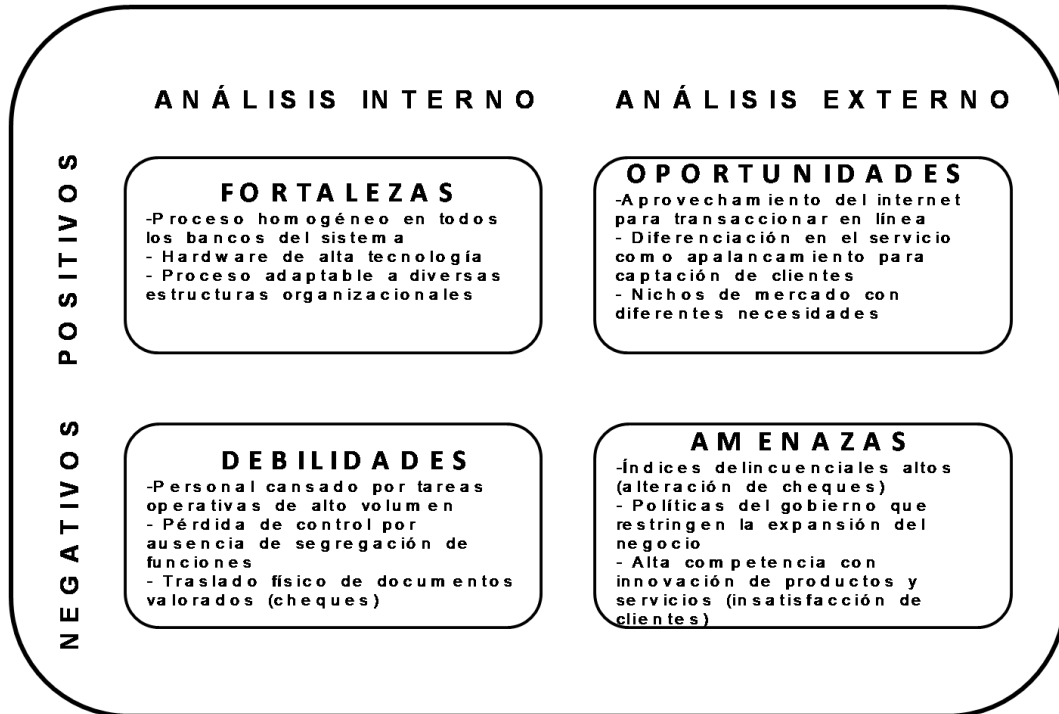 ANÁLISIS INTERNO
ANÁLISIS EXTERNO
POSITIVOS
FORTALEZAS
-Proceso homogéneo en todos
los bancos del sistema
- Hardware de alta tecnología
- Proceso adaptable a diversas
estructuras organizacionales
OPORTUNIDADES
-Aprovechamiento del internet
para transaccionar en línea
- Diferenciación en el servicio
como apalancamiento para
captación de clientes
- Nichos de mercado con
diferentes necesidades
NEGATIVOS
DEBILIDADES
-Personal cansado por tareas
operativas de alto volumen
- Pérdida de control por
ausencia de segregación de
funciones
- Traslado físico de documentos
valorados (cheques)
AMENAZAS
-Índices delincuenciales altos
(alteración de cheques)
- Políticas del gobierno que
restringen la expansión del
negocio
- Alta competencia con
innovación de productos y
servicios (insatisfacción de
clientes)